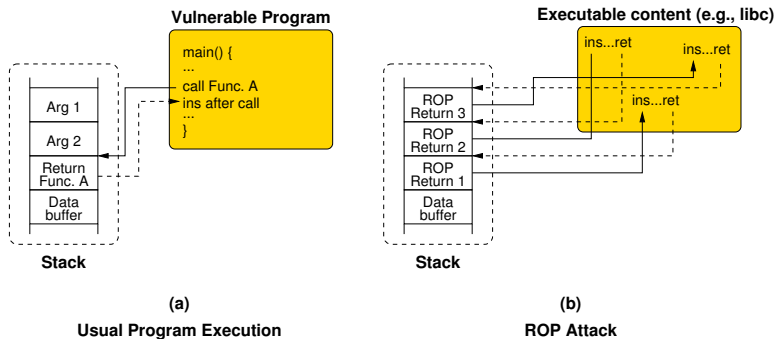 Vulnerable Program
main() {
...
call Func. A
ins after call
...
}
Arg 1
Arg 2
Return
Func. A
Data
buffer
Stack
(a)
Usual Program Execution
Executable content (e.g., libc)
ins...ret
ins...ret
ins...ret
ROP
Return 3
ROP
Return 2
ROP
Return 1
Data
buffer
Stack
(b)
ROP Attack